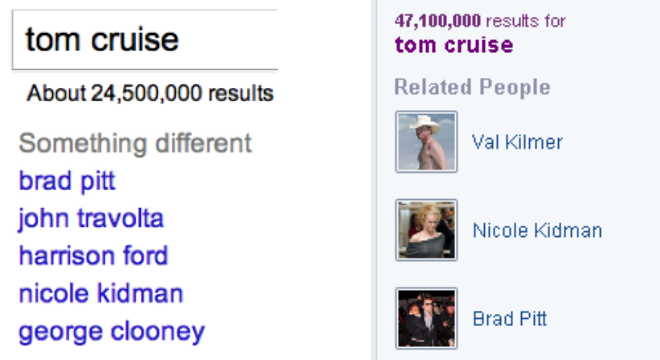 tom cruise
About 24,500,000 results
Something different
brad pitt
john travolta
harrison ford
nicole kidman
george clooney
47,100,000 results for
tom cruise
Related People
Val Kilmer
Nicole Kidman
Brad Pitt